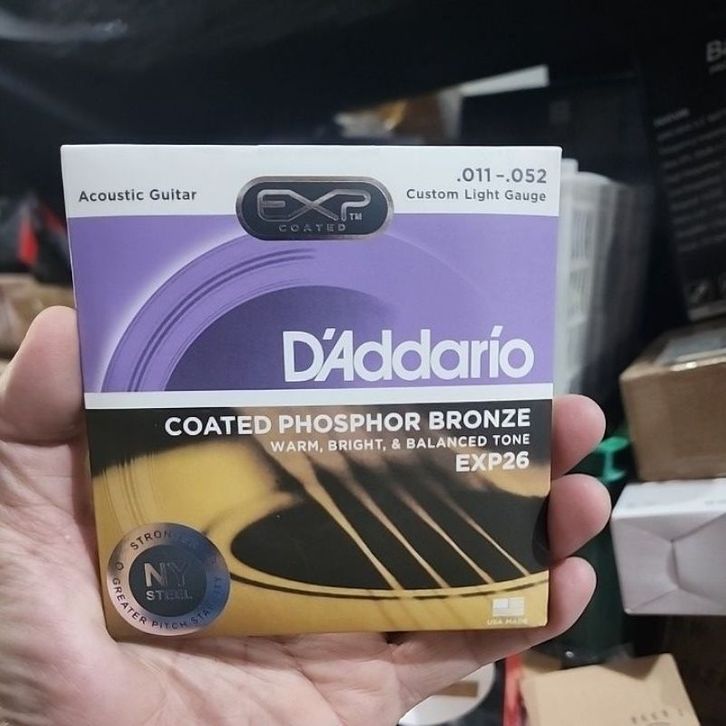 Acoustic Guitar
EXP™
COATED
.011 -.052
Custom Light Gauge
D'Addario
COATED PHOSPHOR BRONZE
WARM, BRIGHT, & BALANCED TONE
EXP26
NY
STEEL
GREATER PITCH STABILITY
USA MADE